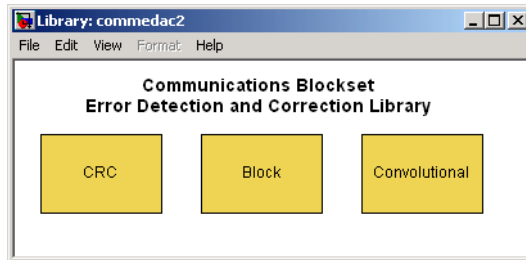 Library: commedac2
File Edit View Format Help
Communications Blockset
Error Detection and Correction Library
CRC Block Convolutional